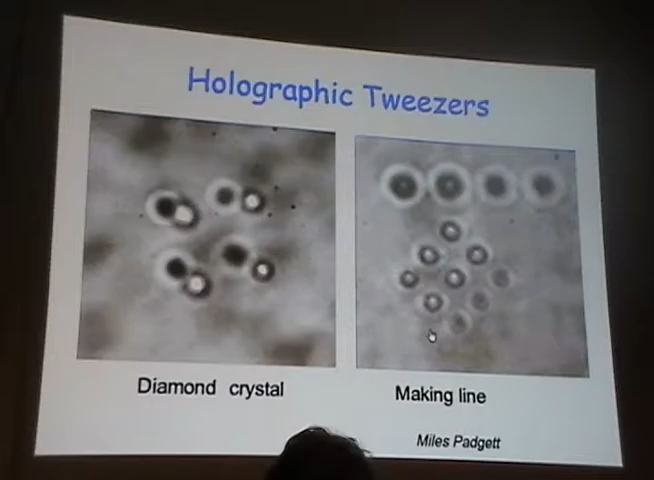 Holographic Tweezers
Diamond crystal
Making line
Miles Padgett